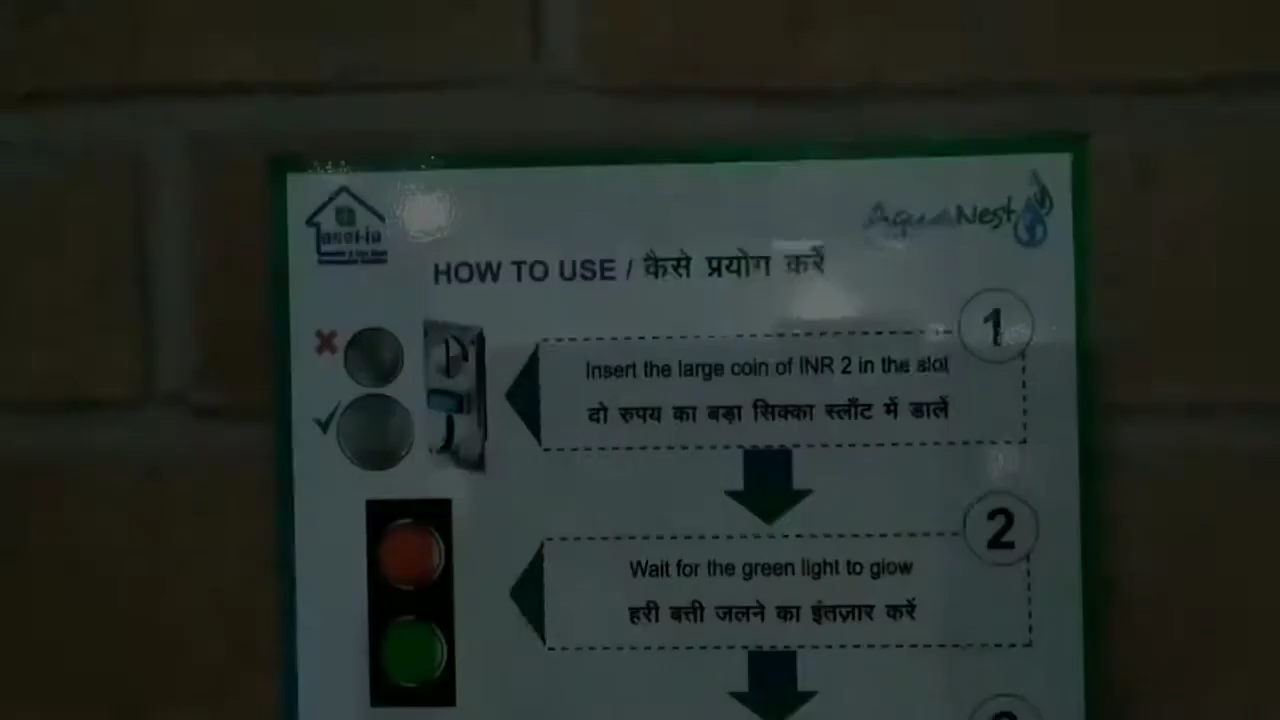 AquaNest
HOW TO USE / कैसे प्रयोग करें
1
Insert the large coin of INR 2 in the slot
दो रुपय का बड़ा सिक्का स्लॉट में डालें
2
Wait for the green light to glow
हरी बत्ती जलने का इंतज़ार करें